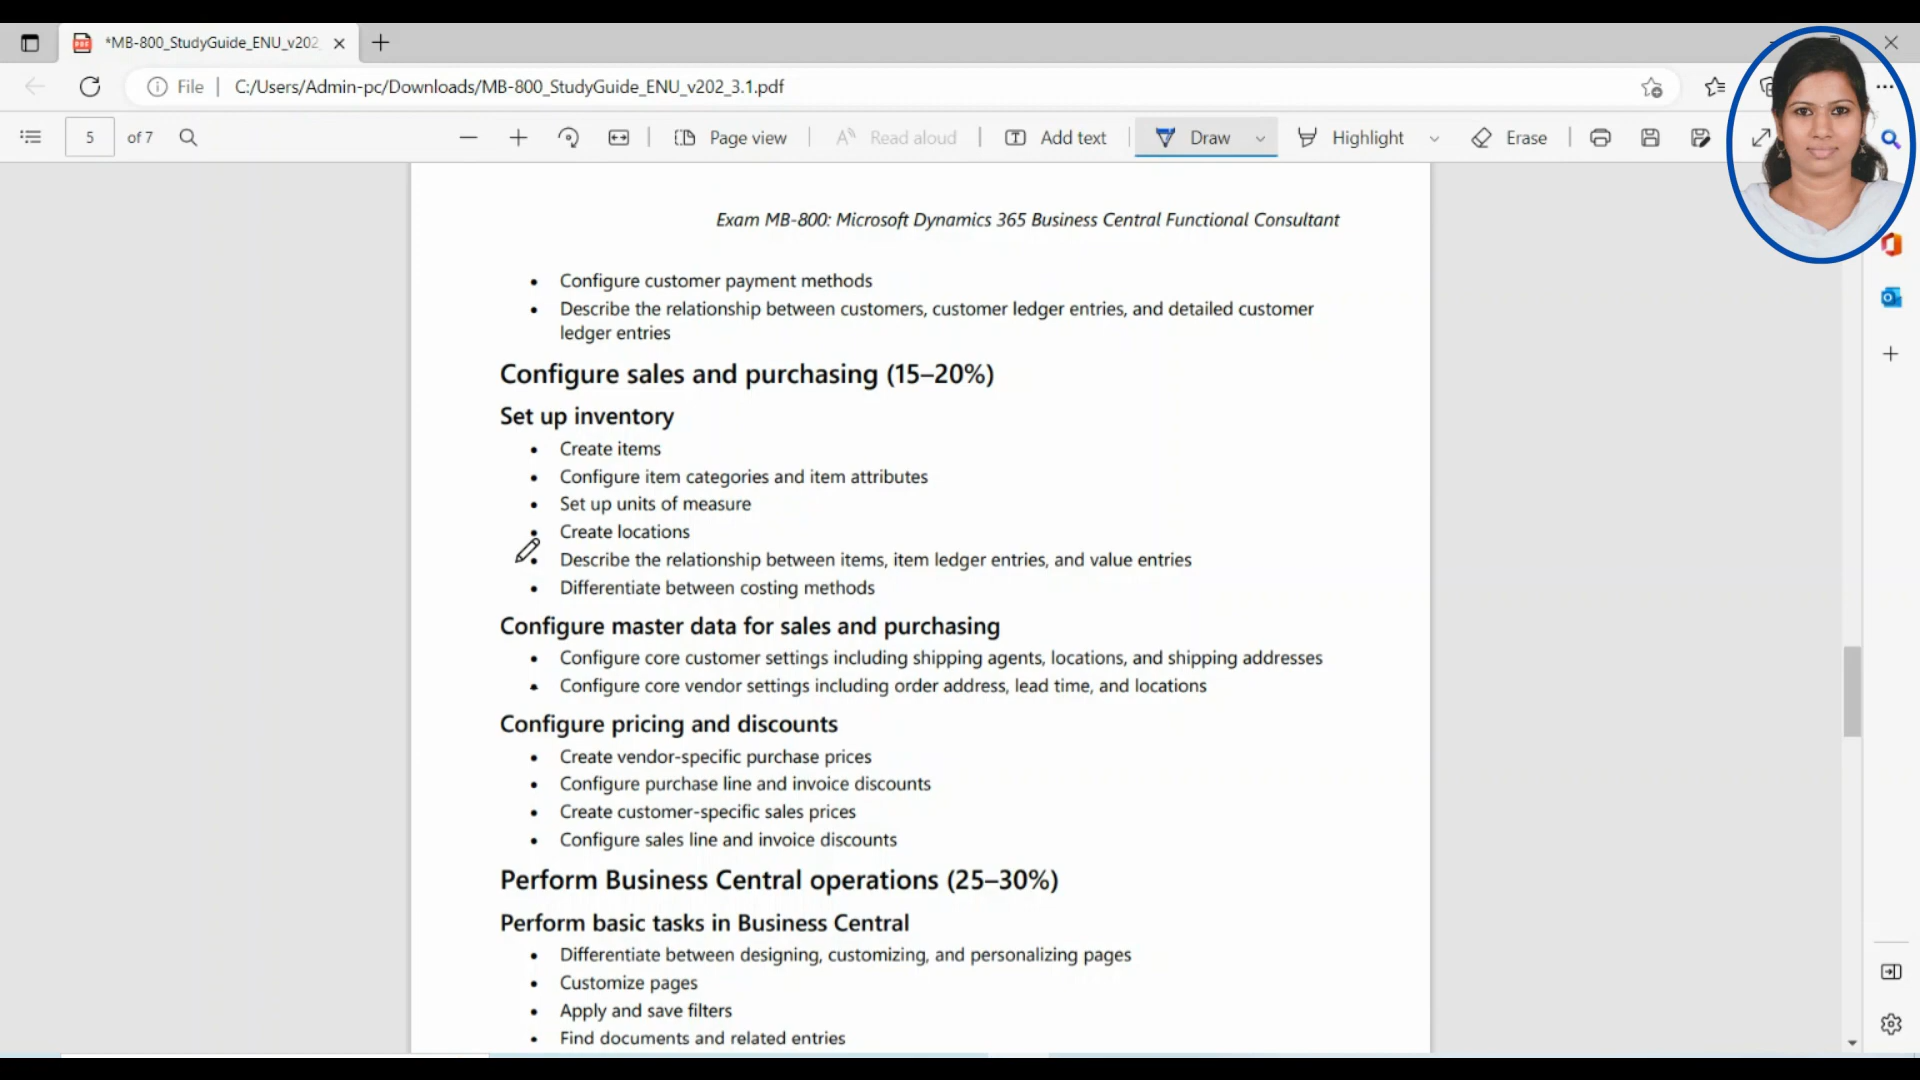 *MB-800_StudyGuide_ENU_v202
File
C:/Users/Admin-pc/Downloads/MB-800_StudyGuide_ENU_v202_3.1.pdf
5 of 7
Page view
Read aloud
Add text
Draw
Highlight
Erase
Exam MB-800: Microsoft Dynamics 365 Business Central Functional Consultant
• Configure customer payment methods
• Describe the relationship between customers, customer ledger entries, and detailed customer
ledger entries
Configure sales and purchasing (15–20%)
Set up inventory
• Create items
• Configure item categories and item attributes
• Set up units of measure
• Create locations
• Describe the relationship between items, item ledger entries, and value entries
• Differentiate between costing methods
Configure master data for sales and purchasing
• Configure core customer settings including shipping agents, locations, and shipping addresses
• Configure core vendor settings including order address, lead time, and locations
Configure pricing and discounts
• Create vendor-specific purchase prices
• Configure purchase line and invoice discounts
• Create customer-specific sales prices
• Configure sales line and invoice discounts
Perform Business Central operations (25–30%)
Perform basic tasks in Business Central
• Differentiate between designing, customizing, and personalizing pages
• Customize pages
• Apply and save filters
• Find documents and related entries